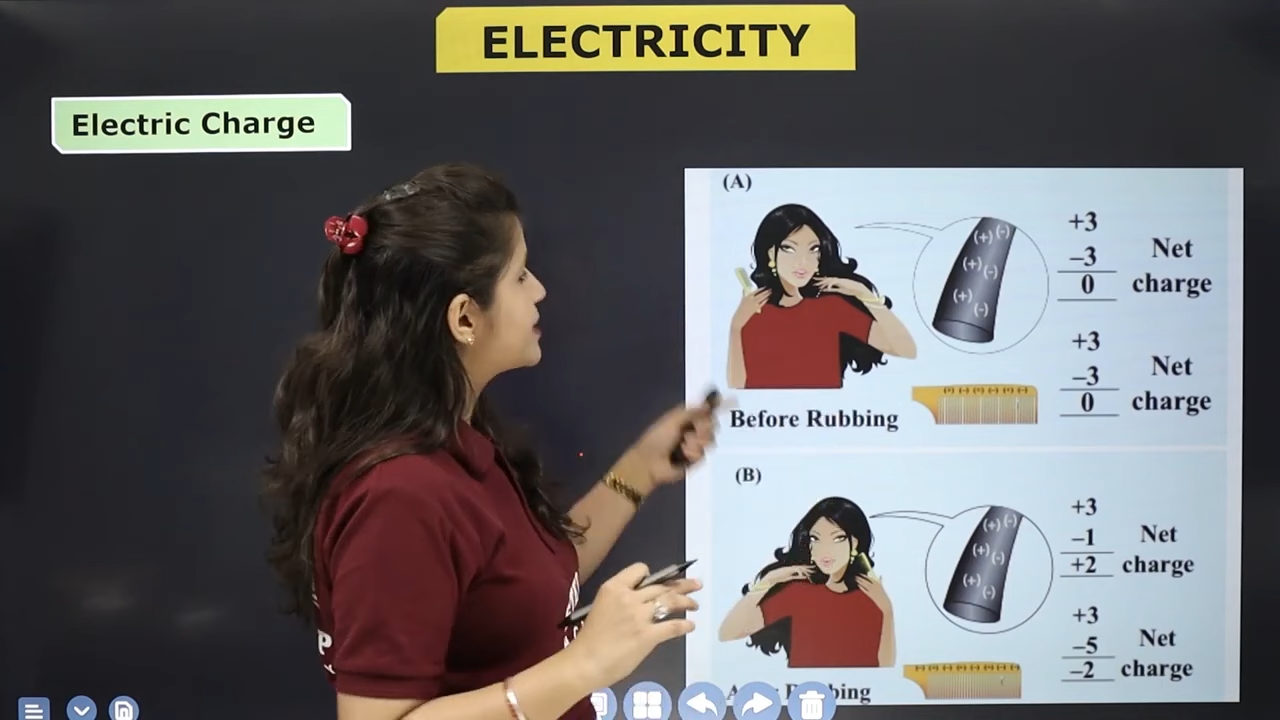 ELECTRICITY
Electric Charge
(A)
(+) (-)
(+) (-)
(+) (-)
+3
–3
0
Net
charge
+3
–3
0
Net
charge
Before Rubbing
(B)
(+) (-)
(+) (-)
(+) (-)
+3
–1
+2
Net
charge
+3
–5
–2
Net
charge
P